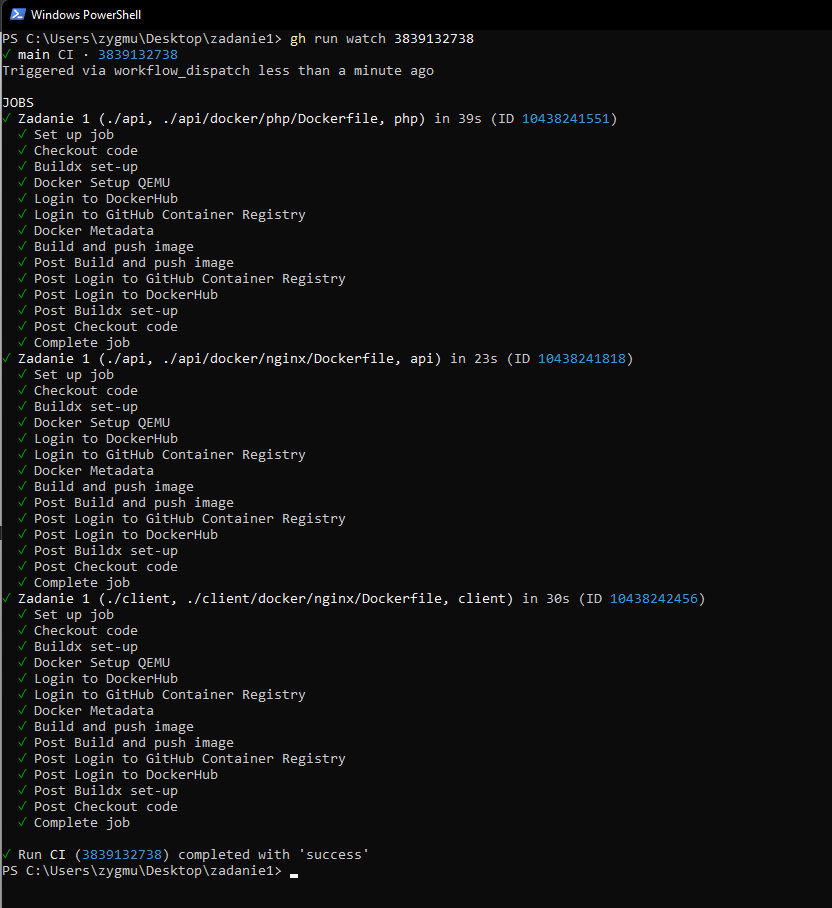 Windows PowerShell
PS C:\Users\zygmu\Desktop\zadanie1> gh run watch 3839132738
✓ main CI · 3839132738
Triggered via workflow_dispatch less than a minute ago
JOBS
✓ Zadanie 1 (./api, ./api/docker/php/Dockerfile, php) in 39s (ID 10438241551)
✓ Set up job
✓ Checkout code
✓ Buildx set-up
✓ Docker Setup QEMU
✓ Login to DockerHub
✓ Login to GitHub Container Registry
✓ Docker Metadata
✓ Build and push image
✓ Post Build and push image
✓ Post Login to GitHub Container Registry
✓ Post Login to DockerHub
✓ Post Buildx set-up
✓ Post Checkout code
✓ Complete job
✓ Zadanie 1 (./api, ./api/docker/nginx/Dockerfile, api) in 23s (ID 10438241818)
✓ Set up job
✓ Checkout code
✓ Buildx set-up
✓ Docker Setup QEMU
✓ Login to DockerHub
✓ Login to GitHub Container Registry
✓ Docker Metadata
✓ Build and push image
✓ Post Build and push image
✓ Post Login to GitHub Container Registry
✓ Post Login to DockerHub
✓ Post Buildx set-up
✓ Post Checkout code
✓ Complete job
✓ Zadanie 1 (./client, ./client/docker/nginx/Dockerfile, client) in 30s (ID 10438242456)
✓ Set up job
✓ Checkout code
✓ Buildx set-up
✓ Docker Setup QEMU
✓ Login to DockerHub
✓ Login to GitHub Container Registry
✓ Docker Metadata
✓ Build and push image
✓ Post Build and push image
✓ Post Login to GitHub Container Registry
✓ Post Login to DockerHub
✓ Post Buildx set-up
✓ Post Checkout code
✓ Complete job
✓ Run CI (3839132738) completed with 'success'
PS C:\Users\zygmu\Desktop\zadanie1>